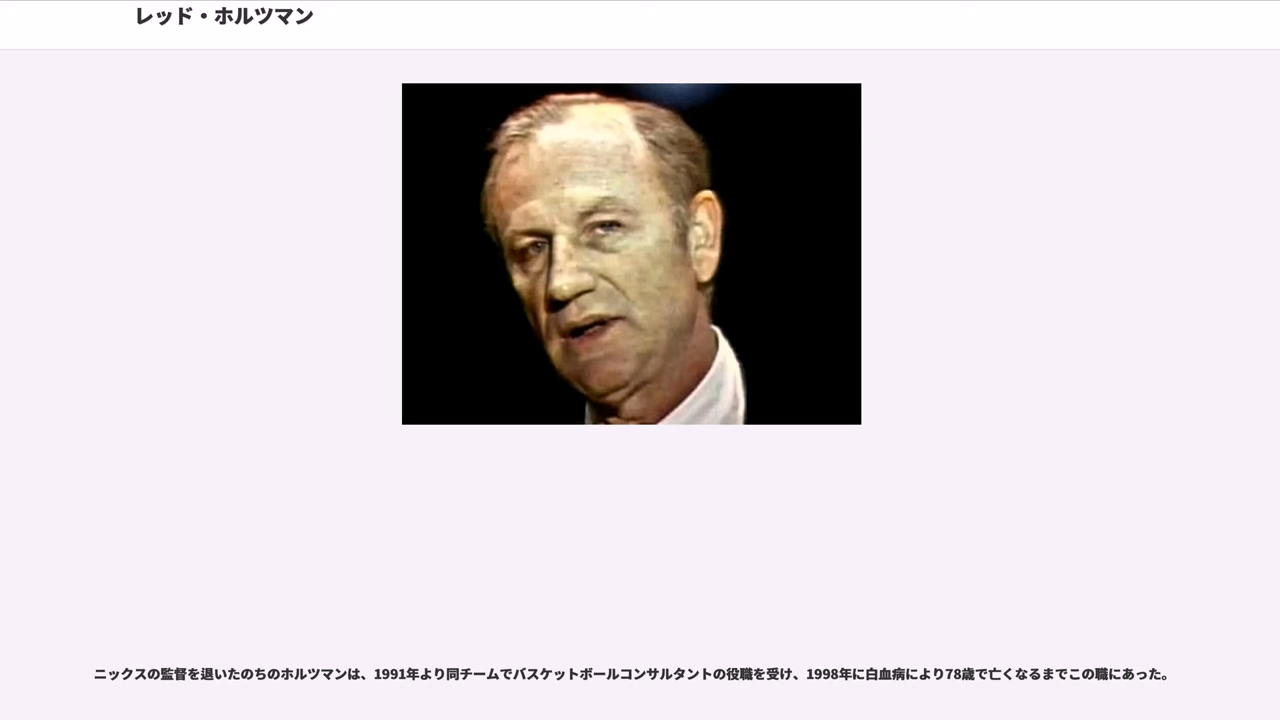 レッド・ホルツマン
ニックスの監督を退いたのちのホルツマンは、1991年より同チームでバスケットボールコンサルタントの役職を受け、1998年に白血病により78歳で亡くなるまでこの職にあった。